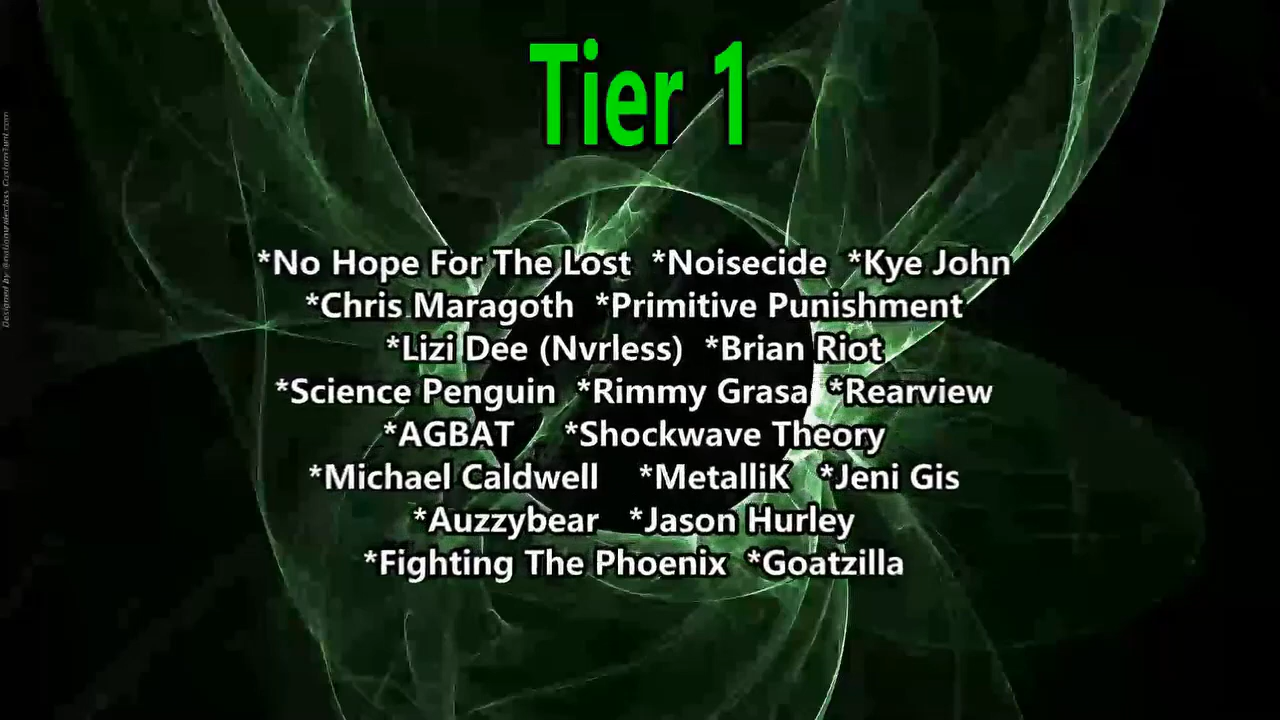 Tier 1
*No Hope For The Lost *Noisecide *Kye John
*Chris Maragoth *Primitive Punishment
*Lizi Dee (Nvrless) *Brian Riot
*Science Penguin *Rimmy Grasa *Rearview
*AGBAT *Shockwave Theory
*Michael Caldwell *MetalliK *Jeni Gis
*Auzzybear *Jason Hurley
*Fighting The Phoenix *Goatzilla
Designed by